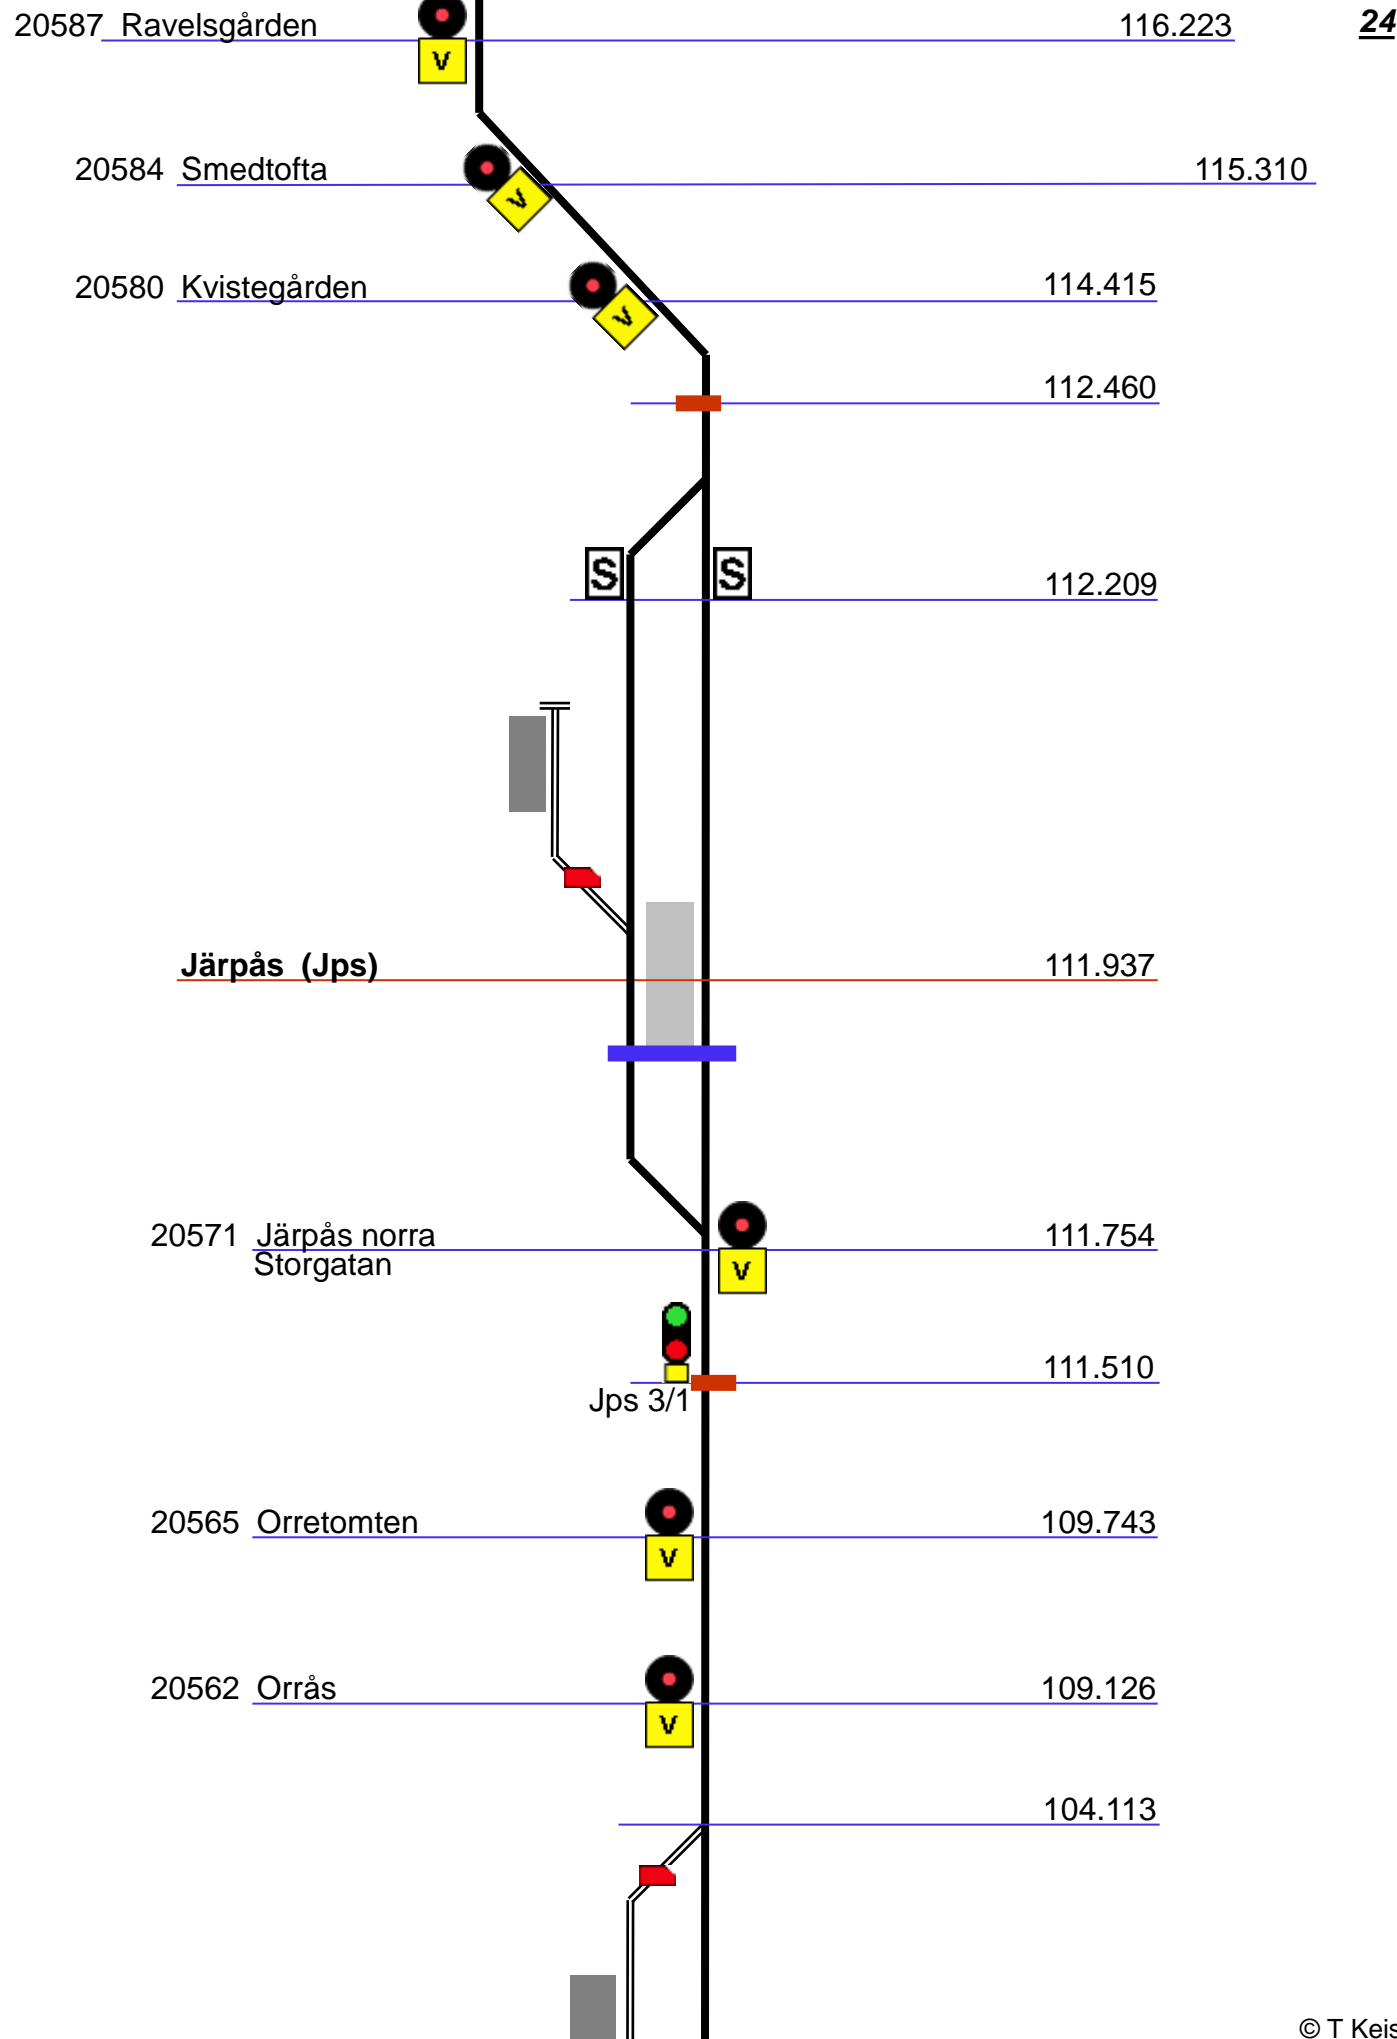 20587 Ravelsgården 116.223 24
V
20584 Smedtofta 115.310
V
20580 Kvistegården 114.415
V
112.460
S S
112.209
Järpås (Jps) 111.937
20571 Järpås norra 111.754
Storgatan
V
111.510
Jps 3/1
20565 Orretomten 109.743
V
20562 Orrås 109.126
V
104.113
© T Keis